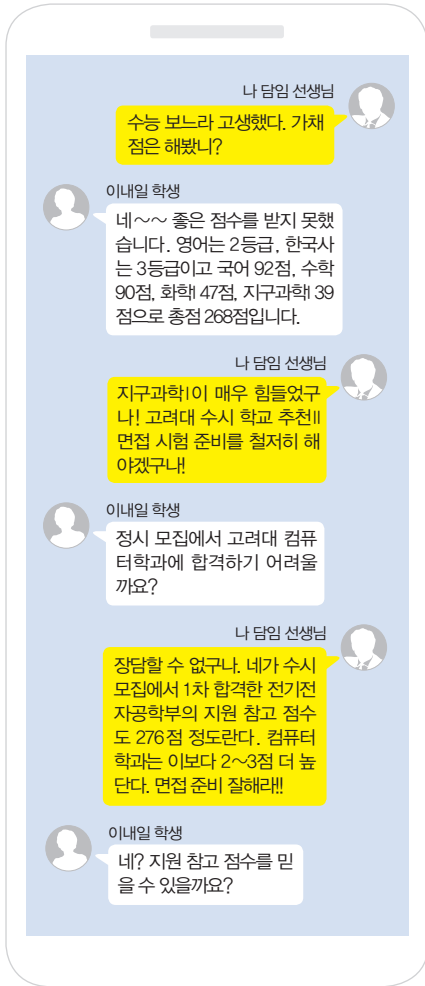 나 담임 선생님
수능 보느라 고생했다. 가채
점은 해봤니?
이내일 학생
네~~ 좋은 점수를 받지 못했
습니다. 영어는 2등급, 한국사
는 3등급이고 국어 92점, 수학
90점, 화학Ⅰ 47점, 지구과학Ⅰ 39
점으로 총점 268점입니다.
나 담임 선생님
지구과학Ⅰ이 매우 힘들었구
나! 고려대 수시 학교 추천Ⅱ
면접 시험 준비를 철저히 해
야겠구나!
이내일 학생
정시 모집에서 고려대 컴퓨
터학과에 합격하기 어려울
까요?
나 담임 선생님
장담할 수 없구나. 네가 수시
모집에서 1차 합격한 전기전
자공학부의 지원 참고 점수
도 276점 정도란다. 컴퓨터
학과는 이보다 2~3점 더 높
단다. 면접 준비 잘해라!!
이내일 학생
네? 지원 참고 점수를 믿
을 수 있을까요?